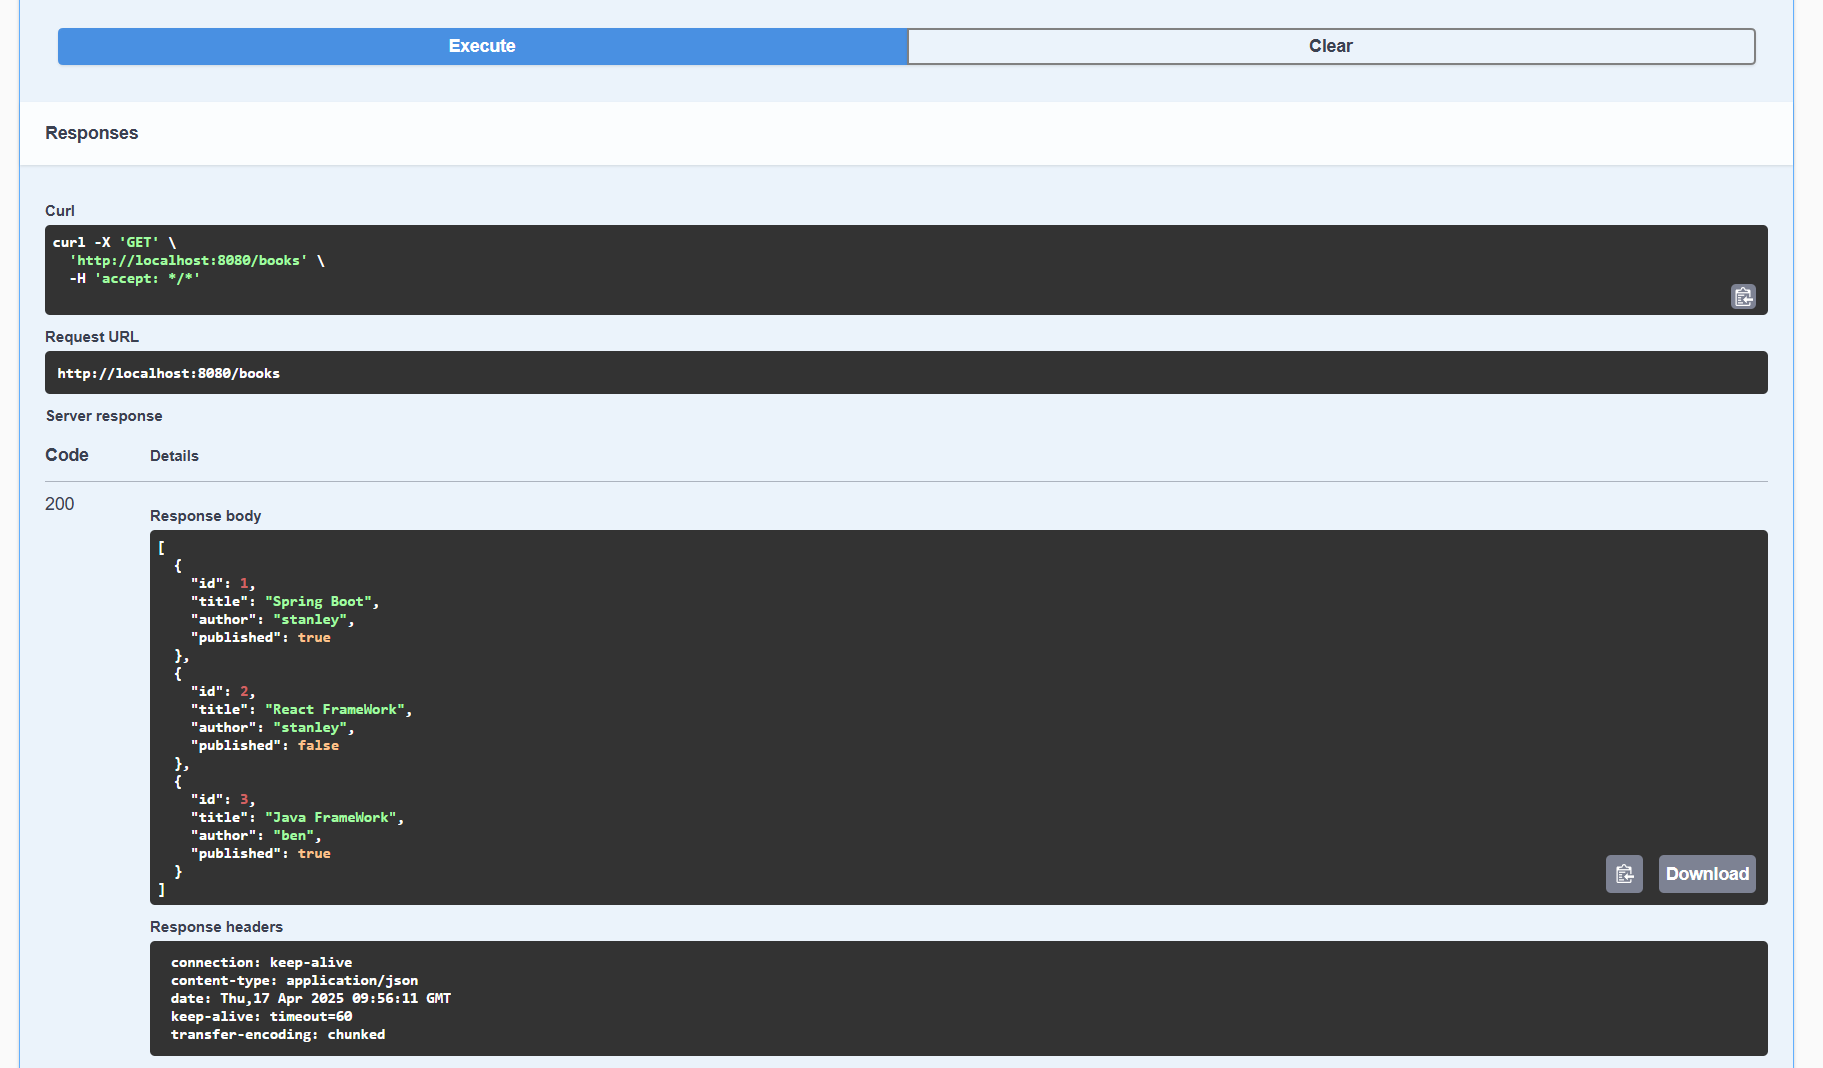 Execute
Clear
Responses
Curl
curl -X 'GET' \
  'http://localhost:8080/books' \
  -H 'accept: */*'
Request URL
http://localhost:8080/books
Server response
Code Details
200
Response body
[
  {
    "id": 1,
    "title": "Spring Boot",
    "author": "stanley",
    "published": true
  },
  {
    "id": 2,
    "title": "React FrameWork",
    "author": "stanley",
    "published": false
  },
  {
    "id": 3,
    "title": "Java FrameWork",
    "author": "ben",
    "published": true
  }
]
Download
Response headers
connection: keep-alive
content-type: application/json
date: Thu,17 Apr 2025 09:56:11 GMT
keep-alive: timeout=60
transfer-encoding: chunked